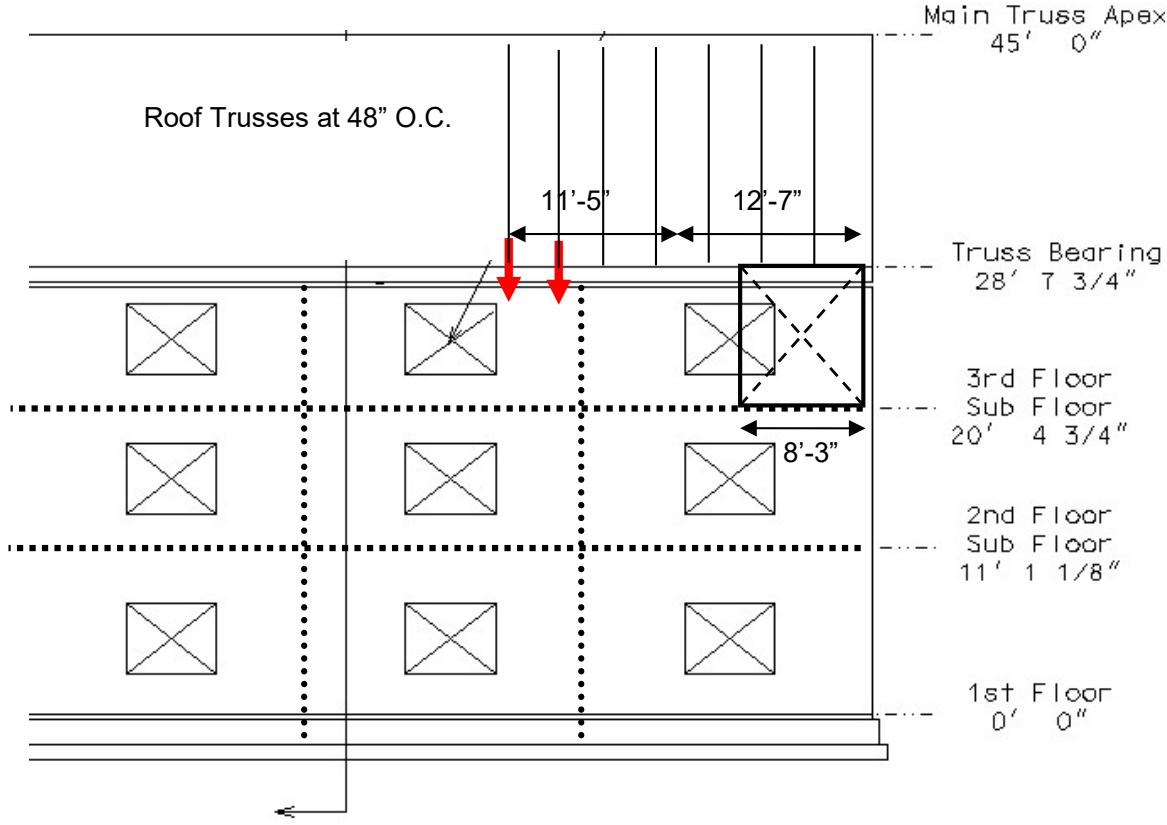 Main Truss Apex
45' 0"
Roof Trusses at 48” O.C.
11’-5”
12’-7”
Truss Bearing
28' 7 3/4"
3rd Floor
Sub Floor
20' 4 3/4"
8’-3”
2nd Floor
Sub Floor
11' 1 1/8"
1st Floor
0' 0"